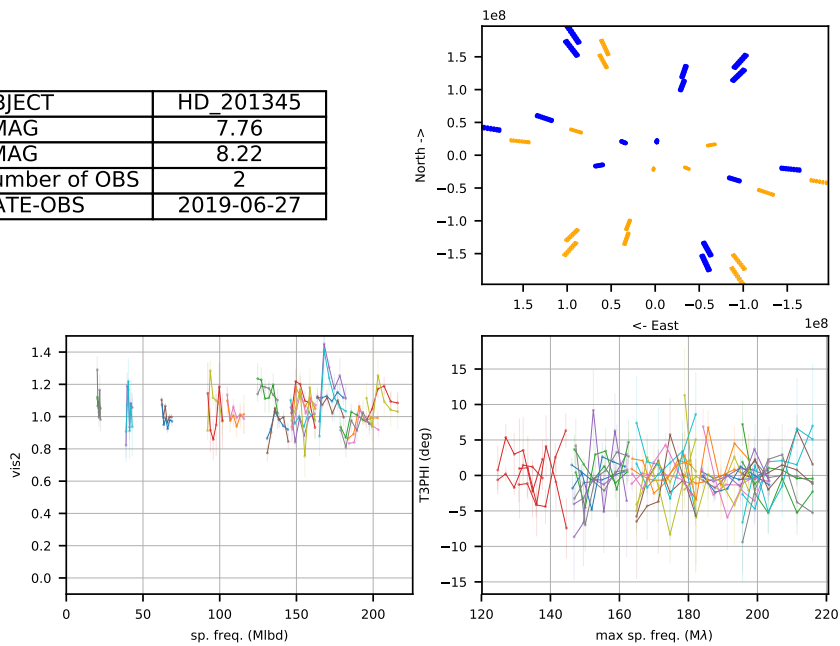 BJECT HD_201345
MAG 7.76
MAG 8.22
umber of OBS 2
ATE-OBS 2019-06-27
1e8
1.5
1.0
0.5
0.0
−0.5
−1.0
−1.5
North ->
1.5 1.0 0.5 0.0 −0.5 −1.0 −1.5
<- East
1e8
1.4
1.2
1.0
0.8
0.6
0.4
0.2
0.0
vis2
0 50 100 150 200
sp. freq. (Mlbd)
15
10
5
0
−5
−10
−15
T3PHI (deg)
120 140 160 180 200 220
max sp. freq. (Mλ)